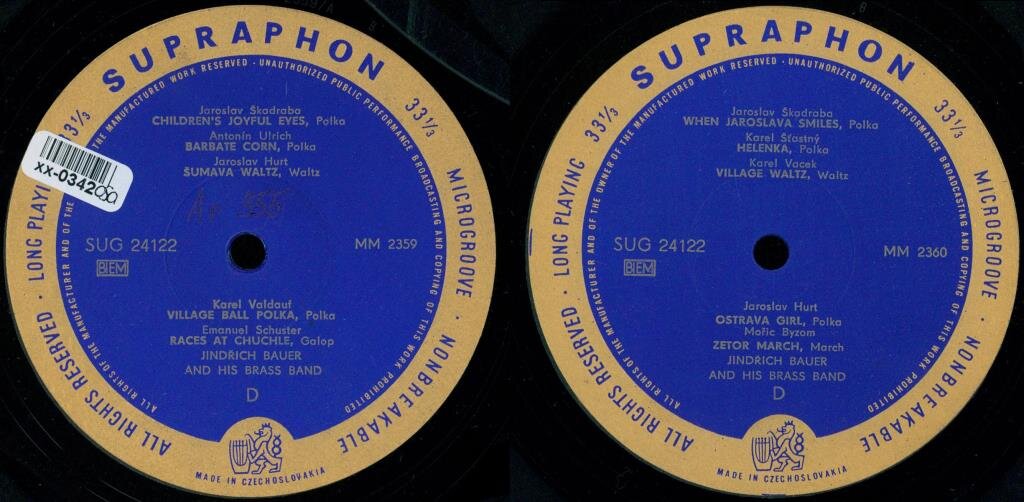 SUPRAPHON
33⅓
33⅓
LONG PLAYING
MICROGROOVE
ALL RIGHTS RESERVED · LONG PLAYING
NONBREAKABLE
ALL RIGHTS OF THE MANUFACTURER AND OF THE
THE MANUFACTURED WORK RESERVED · UNAUTHORIZED PUBLIC PERFORMANCE BROADCASTING AND COPYING OF THIS WORK PROHIBITED
xx-0342
Jaroslav Škadraba
CHILDREN'S JOYFUL EYES, Polka
Antonín Ulrich
BARBATE CORN, Polka
Jaroslav Hurt
ŠUMAVA WALTZ, Waltz
SUG 24122
MM 2359
BIEM
Karel Valdauf
VILLAGE BALL POLKA, Polka
Emanuel Schuster
RACES AT CHUCHLE, Galop
JINDŘICH BAUER
AND HIS BRASS BAND
D
MADE IN CZECHOSLOVAKIA
SUPRAPHON
33⅓
33⅓
ALL RIGHTS RESERVED · LONG PLAYING
MICROGROOVE · NONBREAKABLE
ALL RIGHTS OF THE MANUFACTURER AND OF THE OWNER OF THE MANUFACTURED WORK RESERVED · UNAUTHORIZED PUBLIC PERFORMANCE BROADCASTING AND COPYING OF THIS WORK PROHIBITED
Jaroslav Škadraba
WHEN JAROSLAVA SMILES, Polka
Karel Šťastný
HELENKA, Polka
Karel Vacek
VILLAGE WALTZ, Waltz
SUG 24122
MM 2360
BIEM
Jaroslav Hurt
OSTRAVA GIRL, Polka
Mořic Byzom
ZETOR MARCH, March
JINDŘICH BAUER
AND HIS BRASS BAND
D
MADE IN CZECHOSLOVAKIA